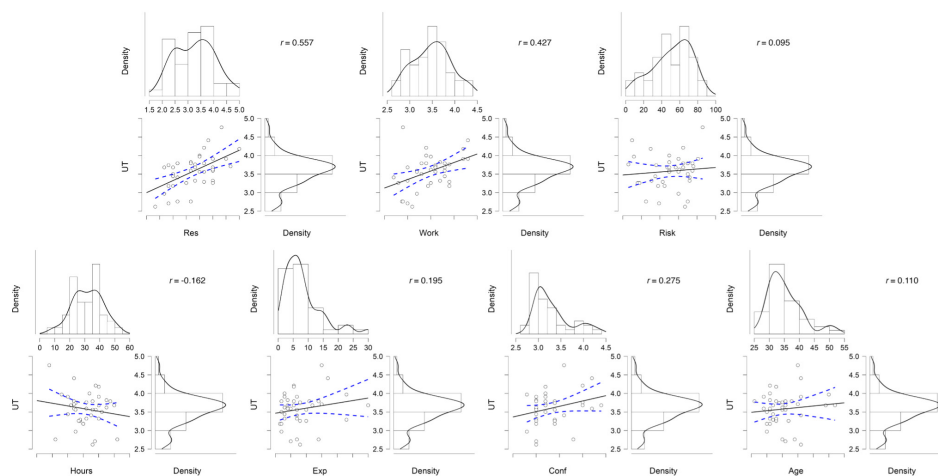 r = 0.557
r = 0.427
r = 0.095
Density
Density
Density
1.5 2.0 2.5 3.0 3.5 4.0 4.5 5.0
2.5 3.0 3.5 4.0 4.5
0 20 40 60 80 100
UT
5.0
4.5
4.0
3.5
3.0
2.5
UT
5.0
4.5
4.0
3.5
3.0
2.5
UT
5.0
4.5
4.0
3.5
3.0
2.5
Res
Density
Work
Density
Risk
Density
r = -0.162
r = 0.195
r = 0.275
r = 0.110
Density
Density
Density
Density
0 10 20 30 40 50 60
0 5 10 15 20 25 30
2.5 3.0 3.5 4.0 4.5
25 35 45 55
UT
5.0
4.5
4.0
3.5
3.0
2.5
UT
5.0
4.5
4.0
3.5
3.0
2.5
UT
5.0
4.5
4.0
3.5
3.0
2.5
UT
5.0
4.5
4.0
3.5
3.0
2.5
Hours
Density
Exp
Density
Conf
Density
Age
Density